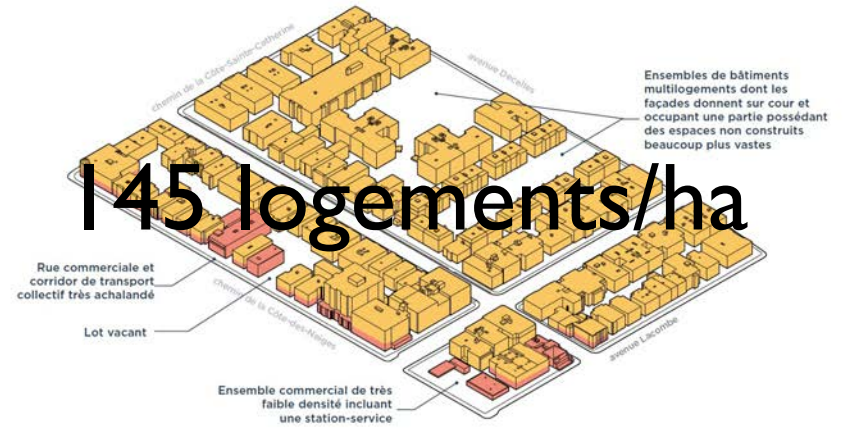 chemin de la Côte-Sainte-Catherine
avenue Decelles
Ensembles de bâtiments
multilogements dont les
façades donnent sur cour et
occupant une partie possédant
des espaces non construits
beaucoup plus vastes
145 logements/ha
Rue commerciale et
corridor de transport
collectif très achalandé
chemin de la Côte-des-Neiges
Lot vacant
avenue Lacombe
Ensemble commercial de très
faible densité incluant
une station-service